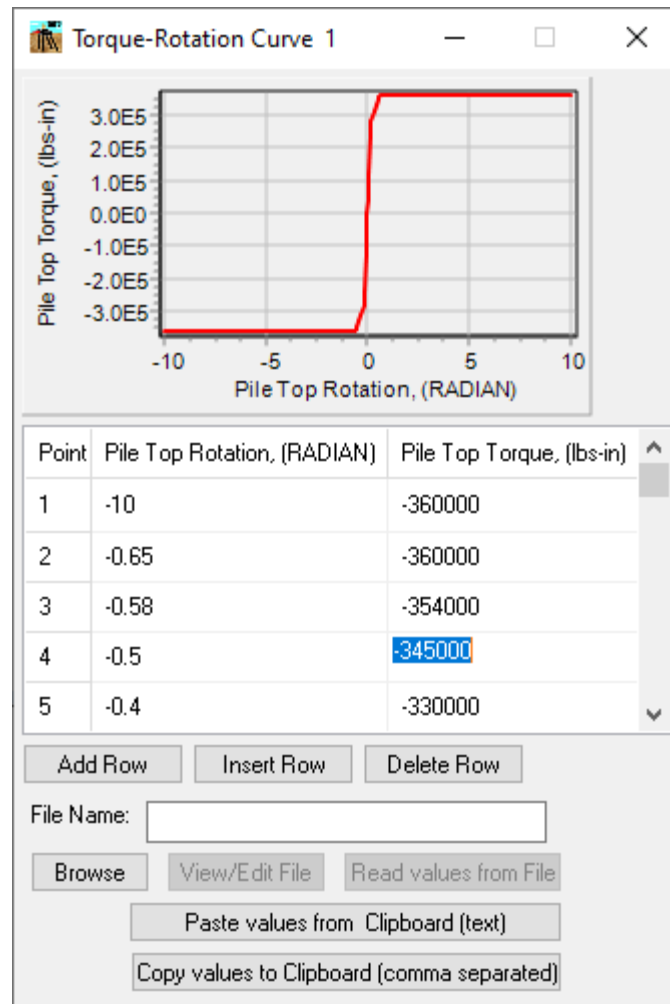 Torque-Rotation Curve 1
Pile Top Torque, (lbs-in)
3.0E5
2.0E5
1.0E5
0.0E0
-1.0E5
-2.0E5
-3.0E5
-10 -5 0 5 10
Pile Top Rotation, (RADIAN)
Point Pile Top Rotation, (RADIAN) Pile Top Torque, (lbs-in)
1 -10 -360000
2 -0.65 -360000
3 -0.58 -354000
4 -0.5 -345000
5 -0.4 -330000
Add Row Insert Row Delete Row
File Name:
Browse View/Edit File Read values from File
Paste values from Clipboard (text)
Copy values to Clipboard (comma separated)